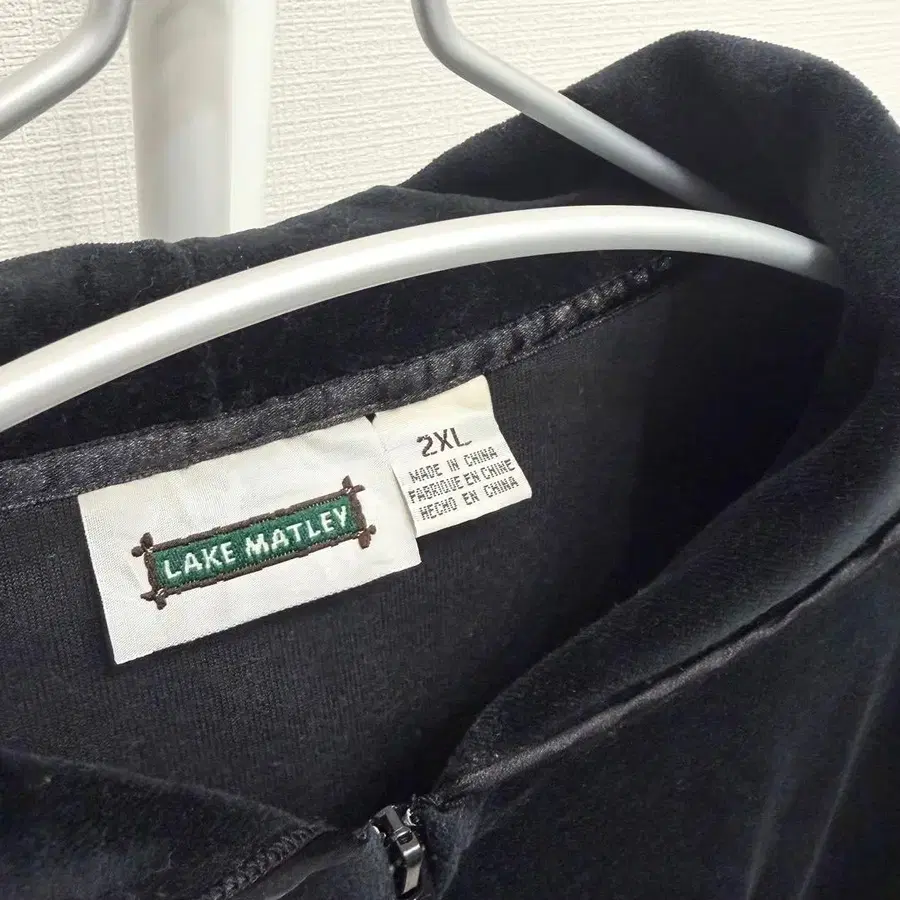 LAKE MATLEY
2XL
MADE IN CHINA
FABRIQUE EN CHINE
HECHO EN CHINA